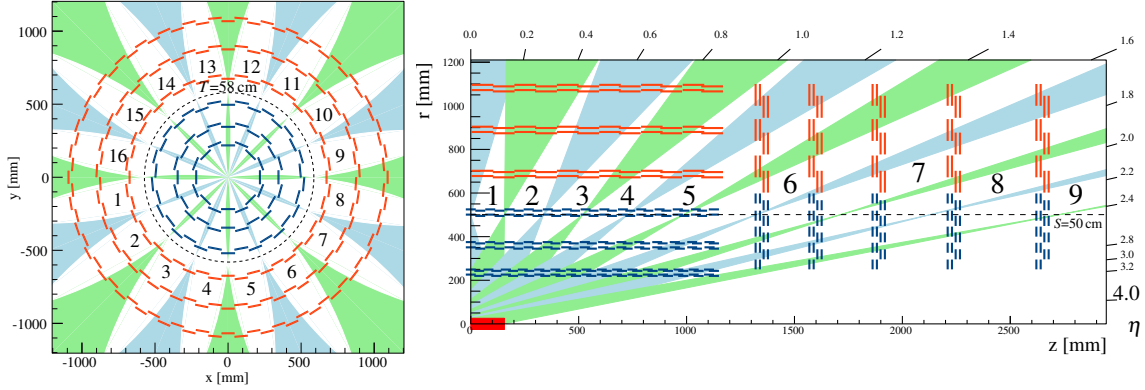 1000
500
0
-500
-1000
y [mm]
-1000 -500 0 500 1000
x [mm]
13 12
14 11
T=58 cm
15 10
16 9
1 8
2 7
3 6
4 5
0.0 0.2 0.4 0.6 0.8 1.0 1.2 1.4 1.6
1.8
2.0
2.2
2.4
2.8
3.0
3.2
4.0
η
r [mm]
1200
1000
800
600
400
200
0
1 2 3 4 5 6 7 8 9
S=50 cm
0 500 1000 1500 2000 2500
z [mm]